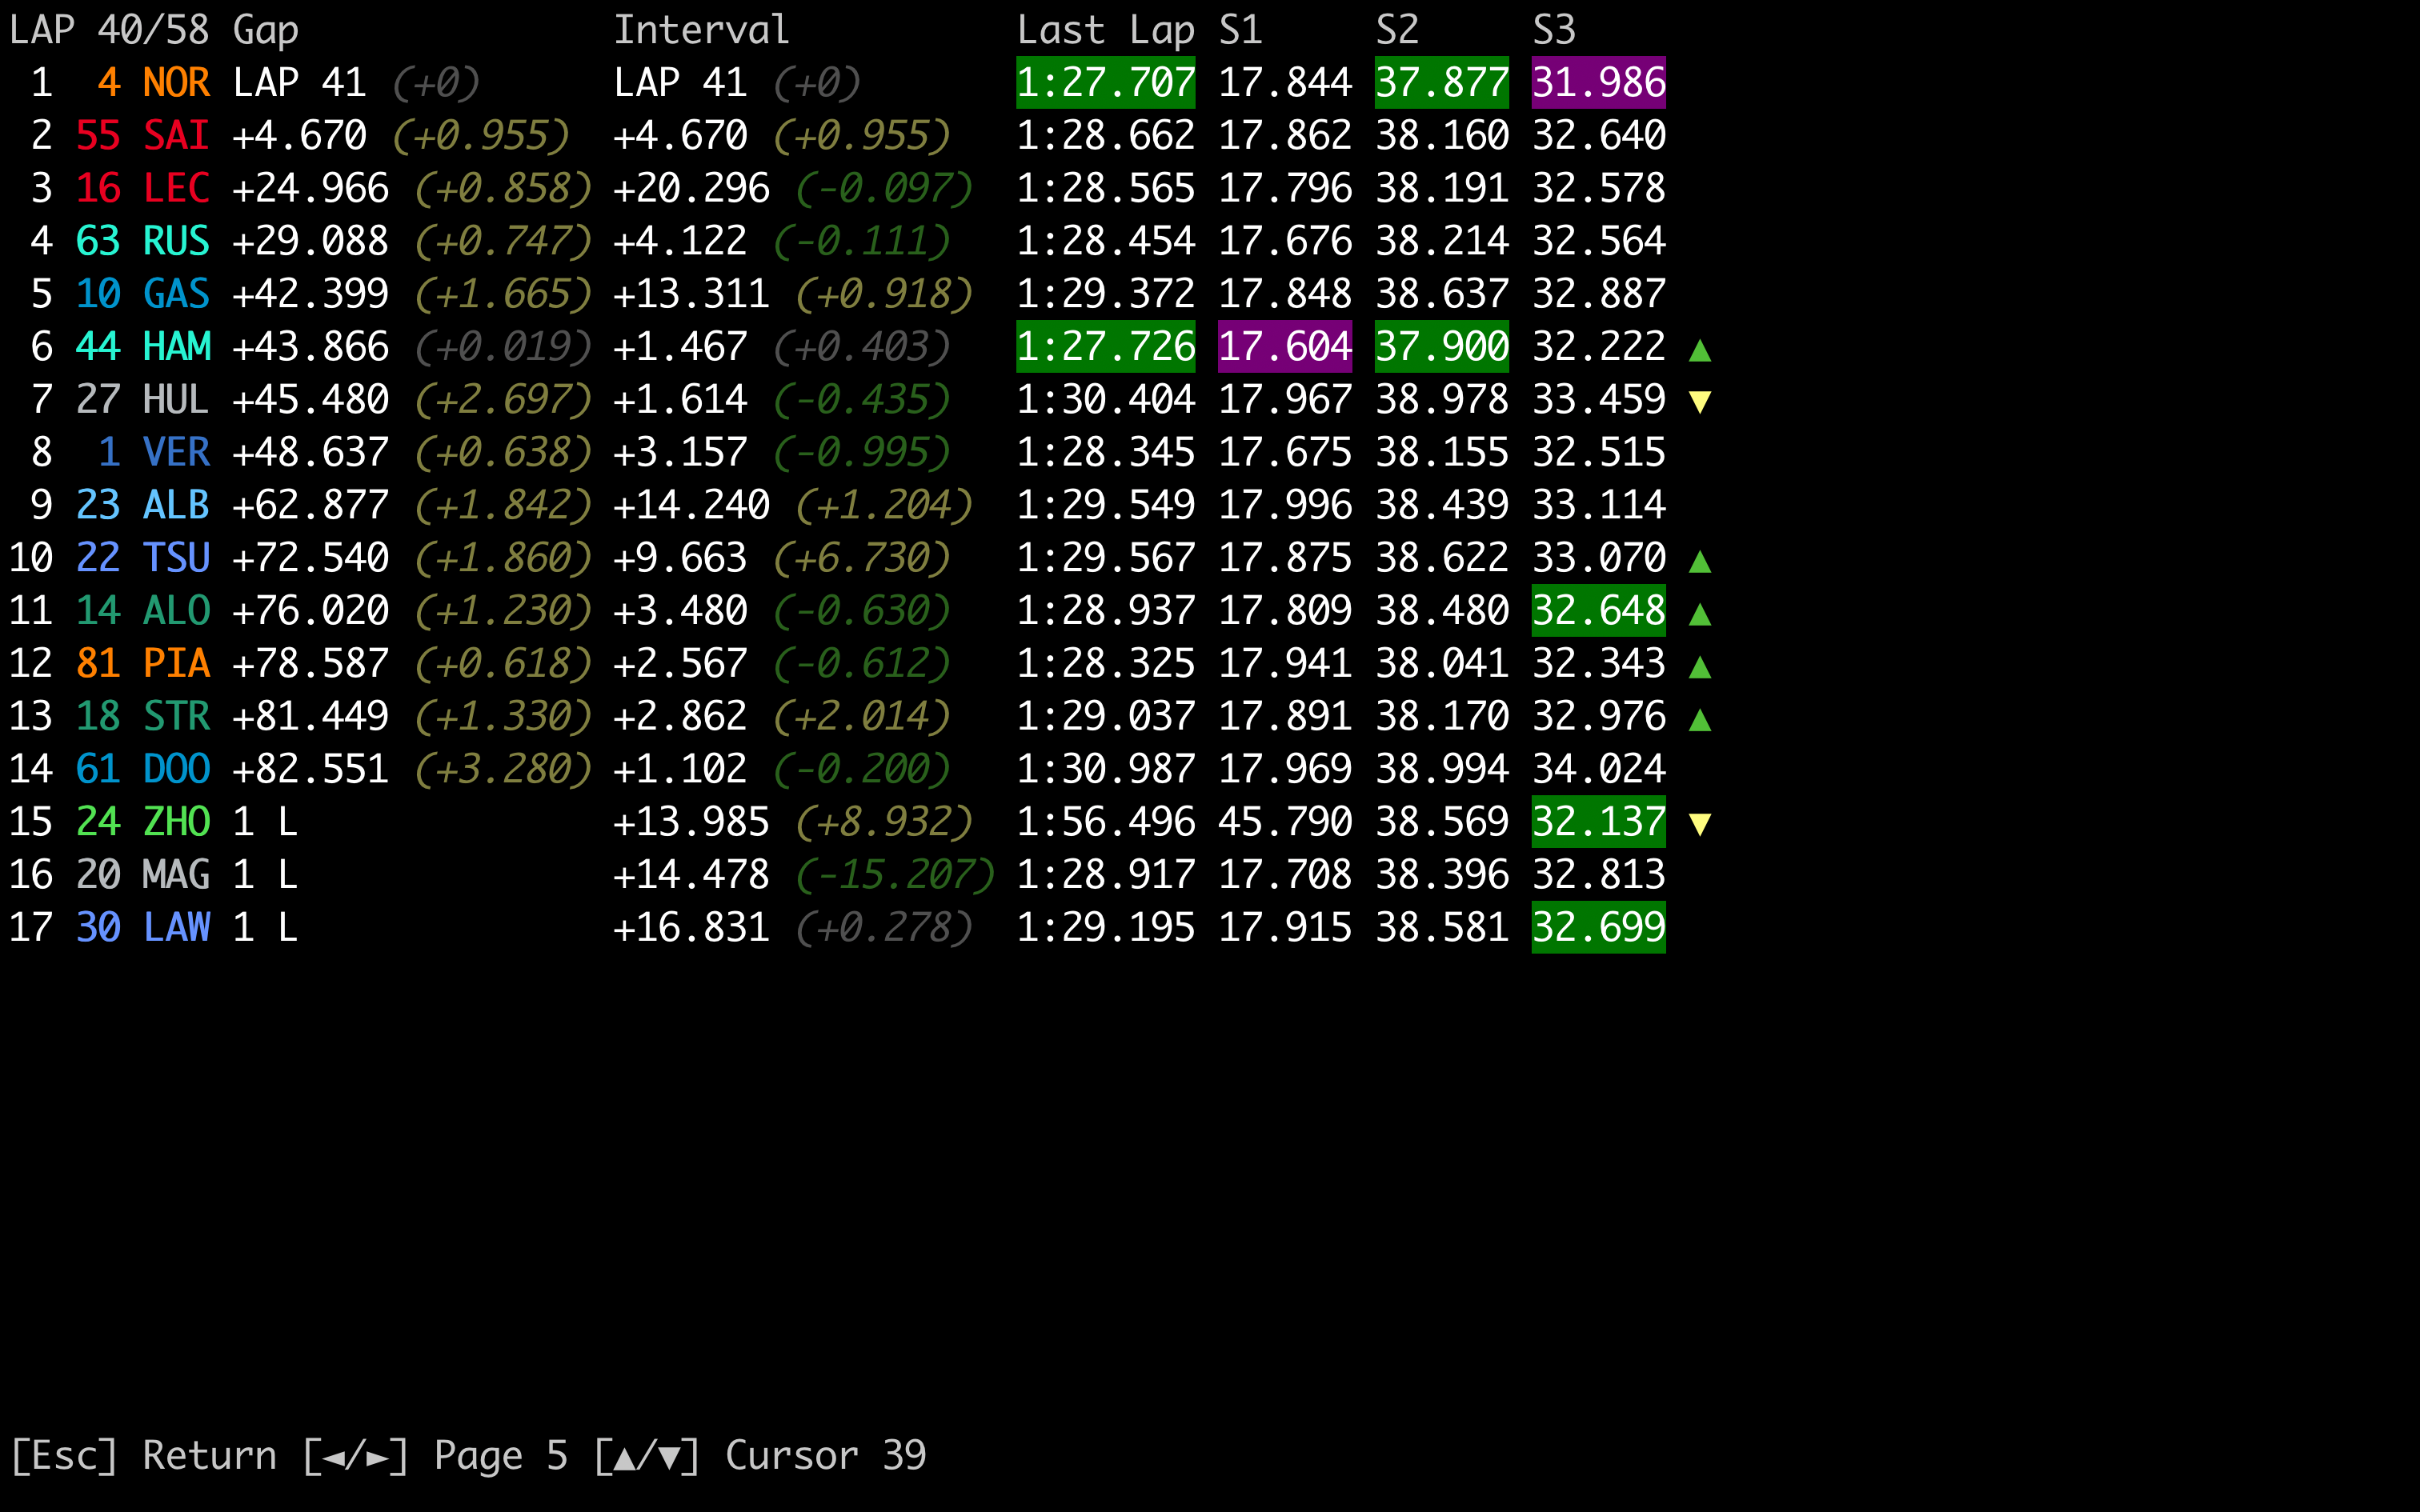 LAP 40/58 Gap Interval Last Lap S1 S2 S3
1 4 NOR LAP 41 (+0) LAP 41 (+0) 1:27.707 17.844 37.877 31.986
2 55 SAI +4.670 (+0.955) +4.670 (+0.955) 1:28.662 17.862 38.160 32.640
3 16 LEC +24.966 (+0.858) +20.296 (-0.097) 1:28.565 17.796 38.191 32.578
4 63 RUS +29.088 (+0.747) +4.122 (-0.111) 1:28.454 17.676 38.214 32.564
5 10 GAS +42.399 (+1.665) +13.311 (+0.918) 1:29.372 17.848 38.637 32.887
6 44 HAM +43.866 (+0.019) +1.467 (+0.403) 1:27.726 17.604 37.900 32.222 ▲
7 27 HUL +45.480 (+2.697) +1.614 (-0.435) 1:30.404 17.967 38.978 33.459 ▼
8 1 VER +48.637 (+0.638) +3.157 (-0.995) 1:28.345 17.675 38.155 32.515
9 23 ALB +62.877 (+1.842) +14.240 (+1.204) 1:29.549 17.996 38.439 33.114
10 22 TSU +72.540 (+1.860) +9.663 (+6.730) 1:29.567 17.875 38.622 33.070 ▲
11 14 ALO +76.020 (+1.230) +3.480 (-0.630) 1:28.937 17.809 38.480 32.648 ▲
12 81 PIA +78.587 (+0.618) +2.567 (-0.612) 1:28.325 17.941 38.041 32.343 ▲
13 18 STR +81.449 (+1.330) +2.862 (+2.014) 1:29.037 17.891 38.170 32.976 ▲
14 61 DOO +82.551 (+3.280) +1.102 (-0.200) 1:30.987 17.969 38.994 34.024
15 24 ZHO 1 L +13.985 (+8.932) 1:56.496 45.790 38.569 32.137 ▼
16 20 MAG 1 L +14.478 (-15.207) 1:28.917 17.708 38.396 32.813
17 30 LAW 1 L +16.831 (+0.278) 1:29.195 17.915 38.581 32.699
[Esc] Return [◄/►] Page 5 [▲/▼] Cursor 39